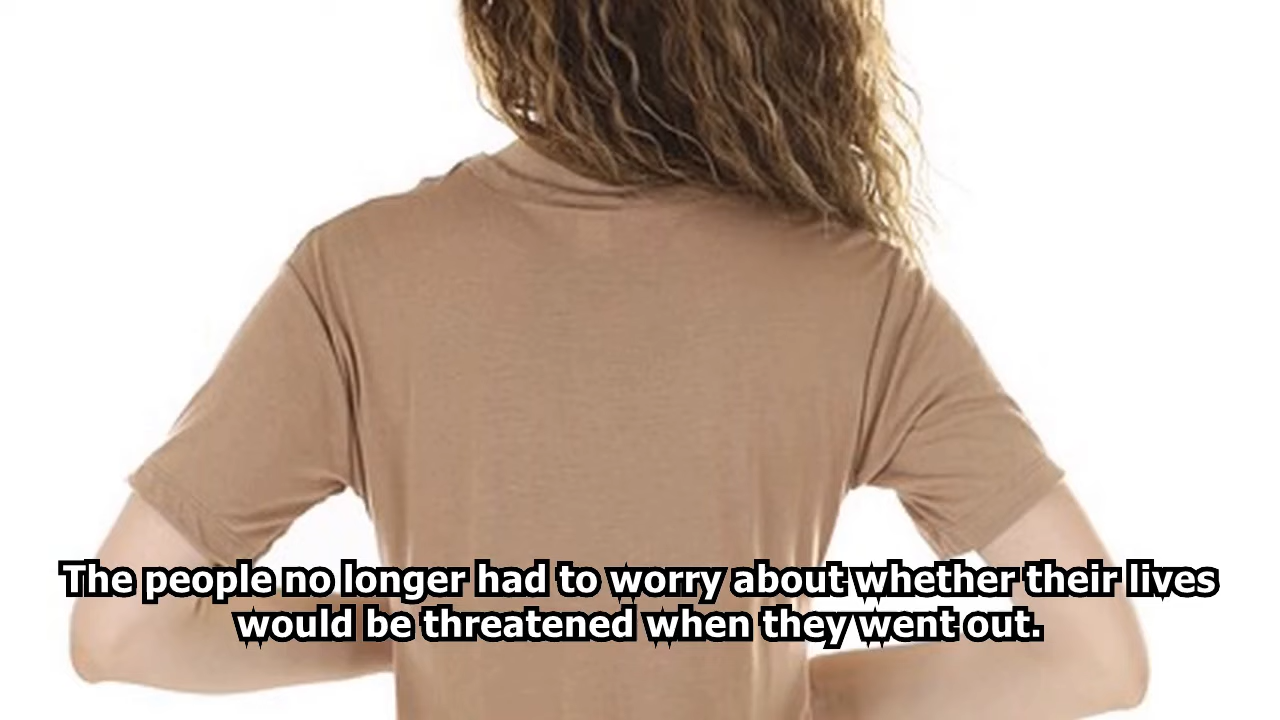 The people no longer had to worry about whether their lives
would be threatened when they went out.